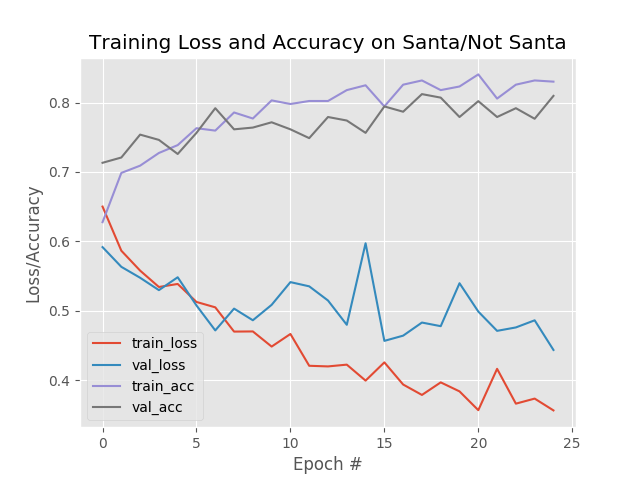 Training Loss and Accuracy on Santa/Not Santa
Loss/Accuracy
0.8
0.7
0.6
0.5
0.4
train_loss
val_loss
train_acc
val_acc
0
5
10
15
20
25
Epoch #